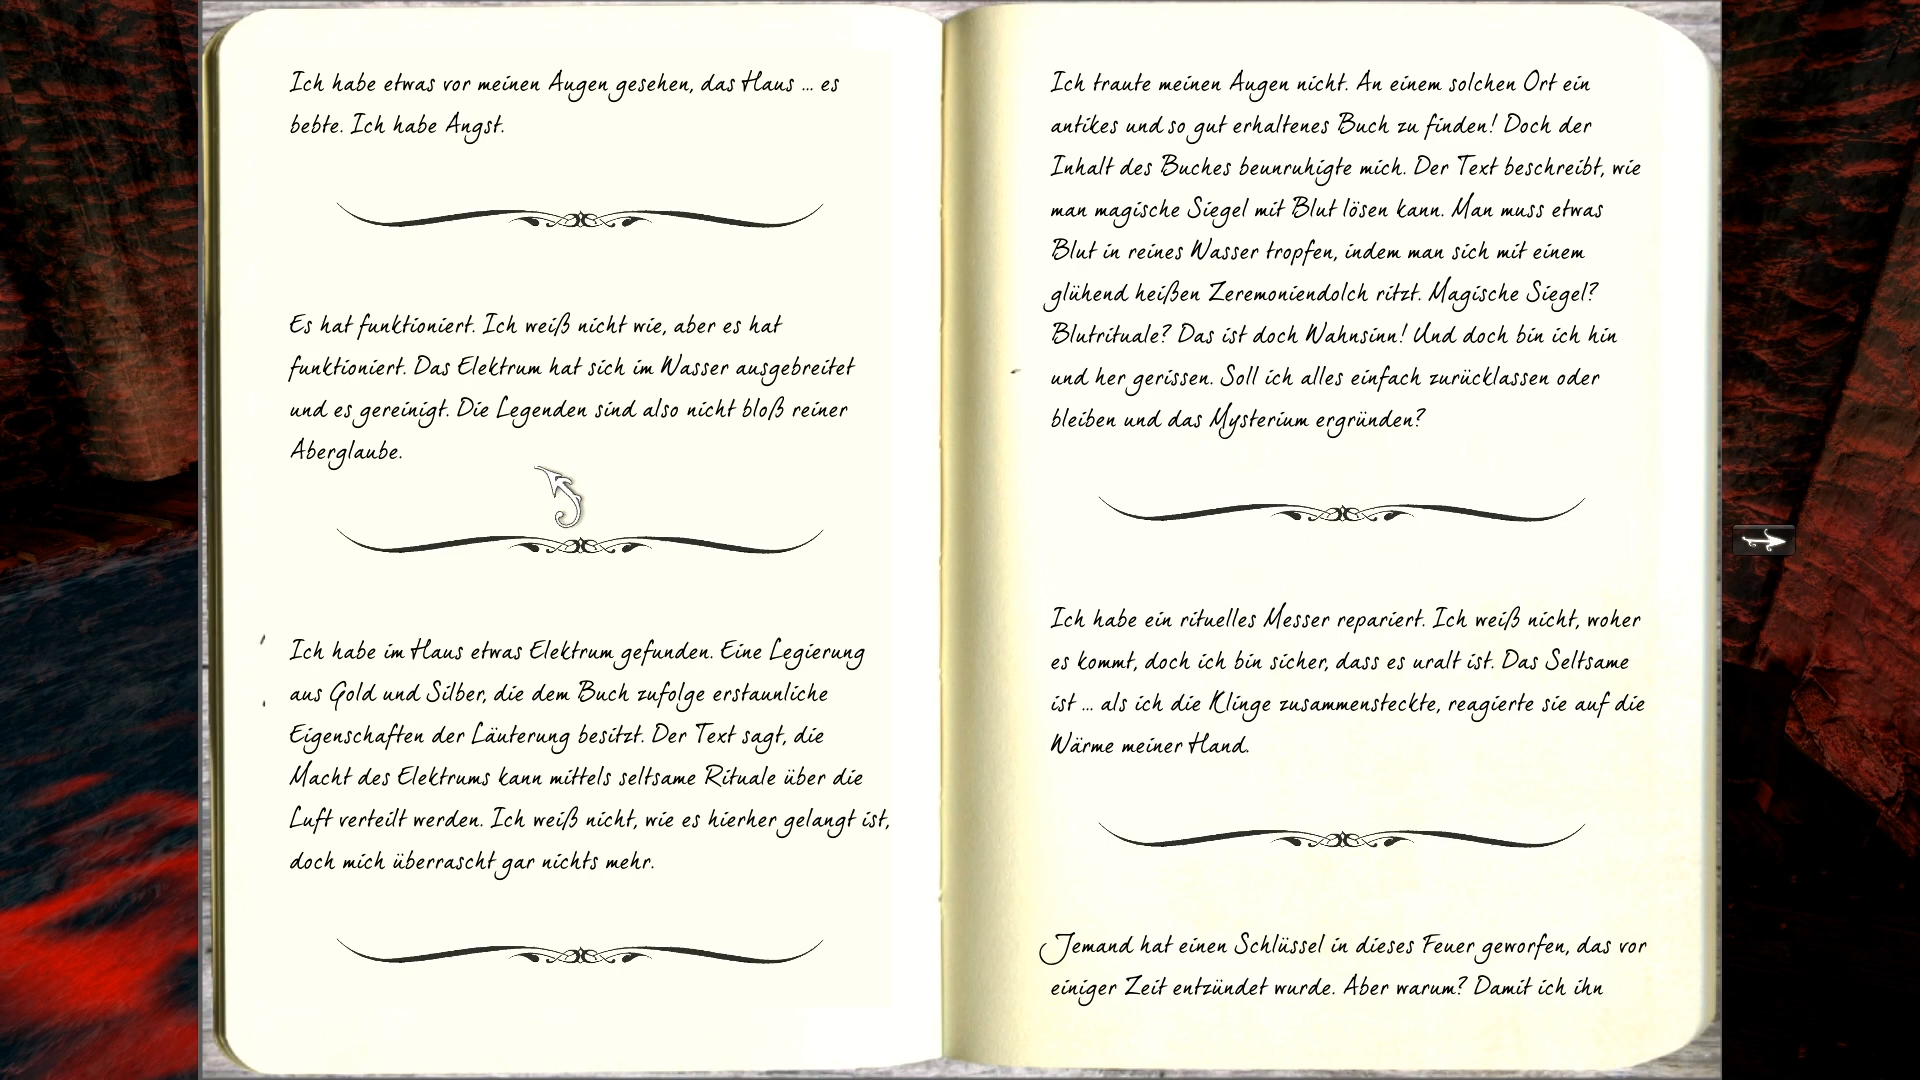 Ich habe etwas vor meinen Augen gesehen, das Haus ... es
bebte. Ich habe Angst.
Es hat funktioniert. Ich weiß nicht wie, aber es hat
funktioniert. Das Elektrum hat sich im Wasser ausgebreitet
und es gereinigt. Die Legenden sind also nicht bloß reiner
Aberglaube.
Ich habe im Haus etwas Elektrum gefunden. Eine Legierung
aus Gold und Silber, die dem Buch zufolge erstaunliche
Eigenschaften der Läuterung besitzt. Der Text sagt, die
Macht des Elektrums kann mittels seltsame Rituale über die
Luft verteilt werden. Ich weiß nicht, wie es hierher gelangt ist,
doch mich überrascht gar nichts mehr.
Ich traute meinen Augen nicht. An einem solchen Ort ein
antikes und so gut erhaltenes Buch zu finden! Doch der
Inhalt des Buches beunruhigte mich. Der Text beschreibt, wie
man magische Siegel mit Blut lösen kann. Man muss etwas
Blut in reines Wasser tropfen, indem man sich mit einem
glühend heißen Zeremoniendolch ritzt. Magische Siegel?
Blutrituale? Das ist doch Wahnsinn! Und doch bin ich hin
und her gerissen. Soll ich alles einfach zurücklassen oder
bleiben und das Mysterium ergründen?
Ich habe ein rituelles Messer repariert. Ich weiß nicht, woher
es kommt, doch ich bin sicher, dass es uralt ist. Das Seltsame
ist ... als ich die Klinge zusammensteckte, reagierte sie auf die
Wärme meiner Hand.
Jemand hat einen Schlüssel in dieses Feuer geworfen, das vor
einiger Zeit entzündet wurde. Aber warum? Damit ich ihn